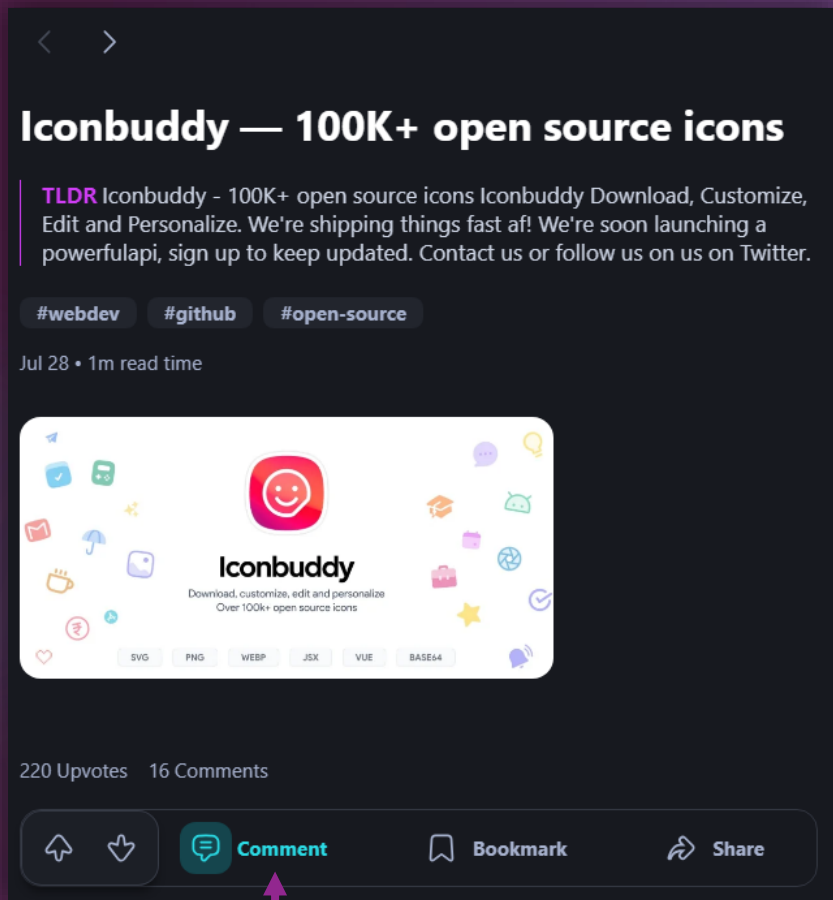 Iconbuddy — 100K+ open source icons
TLDR Iconbuddy - 100K+ open source icons Iconbuddy Download, Customize,
Edit and Personalize. We're shipping things fast af! We're soon launching a
powerfulapi, sign up to keep updated. Contact us or follow us on us on Twitter.
#webdev #github #open-source
Jul 28 • 1m read time
Iconbuddy
Download, customize, edit and personalize
Over 100k+ open source icons
SVG PNG WEBP JSX VUE BASE64
220 Upvotes 16 Comments
Comment Bookmark Share